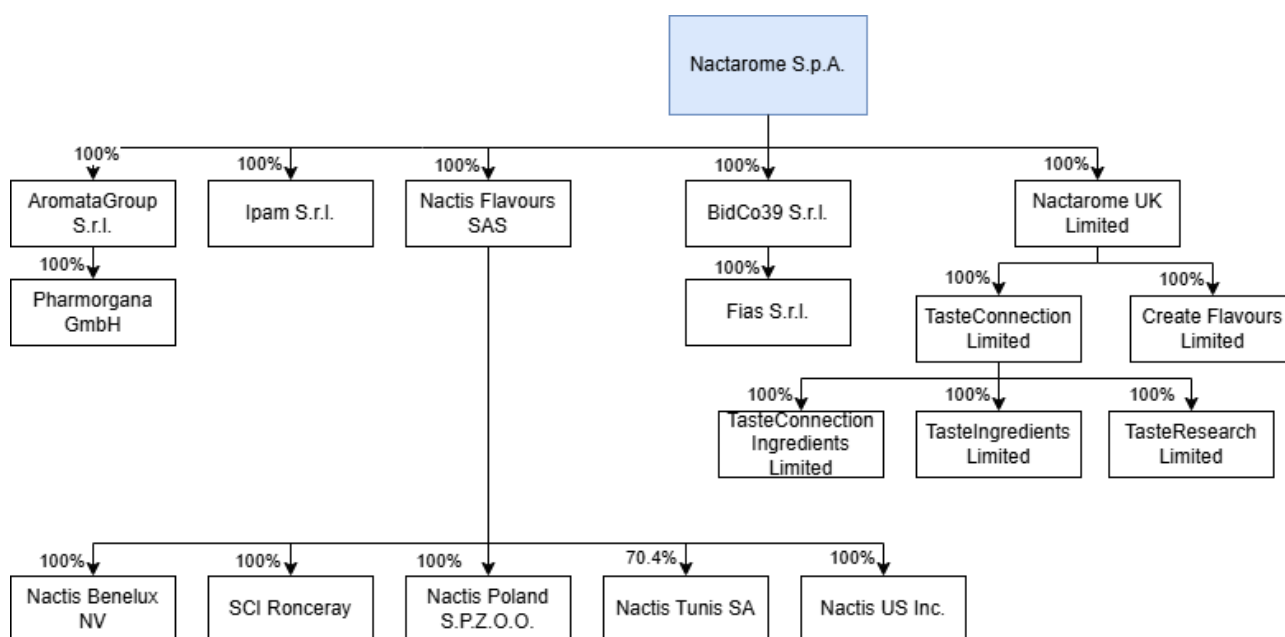 Nactarome S.p.A.
100%
100%
100%
100%
100%
AromataGroup
S.r.l.
Ipam S.r.l.
Nactis Flavours
SAS
BidCo39 S.r.l.
Nactarome UK
Limited
100%
100%
100%
100%
Pharmorgana
GmbH
Fias S.r.l.
TasteConnection
Limited
Create Flavours
Limited
100%
100%
100%
TasteConnection
Ingredients
Limited
TasteIngredients
Limited
TasteResearch
Limited
100%
100%
100%
70.4%
100%
Nactis Benelux
NV
SCI Ronceray
Nactis Poland
S.P.Z.O.O.
Nactis Tunis SA
Nactis US Inc.